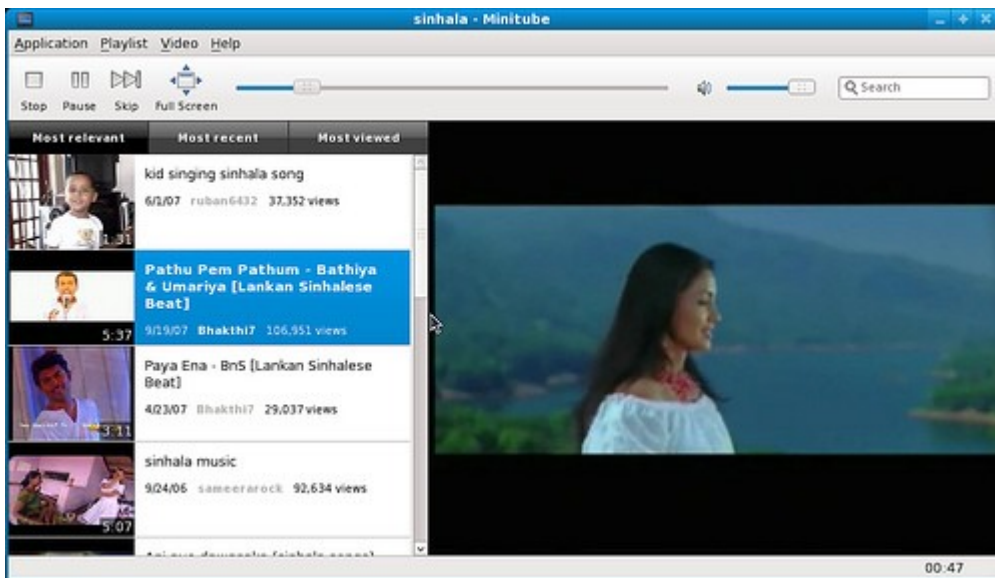 sinhala - Minitube
Application Playlist Video Help
Stop Pause Skip Full Screen
Search
Most relevant Most recent Most viewed
kid singing sinhala song
6/1/07 ruban6432 37,352 views
1:31
Pathu Pem Pathum - Bathiya
& Umariya [Lankan Sinhalese
Beat]
9/19/07 Bhakthi7 106,951 views
5:37
Paya Ena - BnS [Lankan Sinhalese
Beat]
4/23/07 Bhakthi7 29,037 views
3:11
sinhala music
9/24/06 sameerarock 92,634 views
5:07
00:47